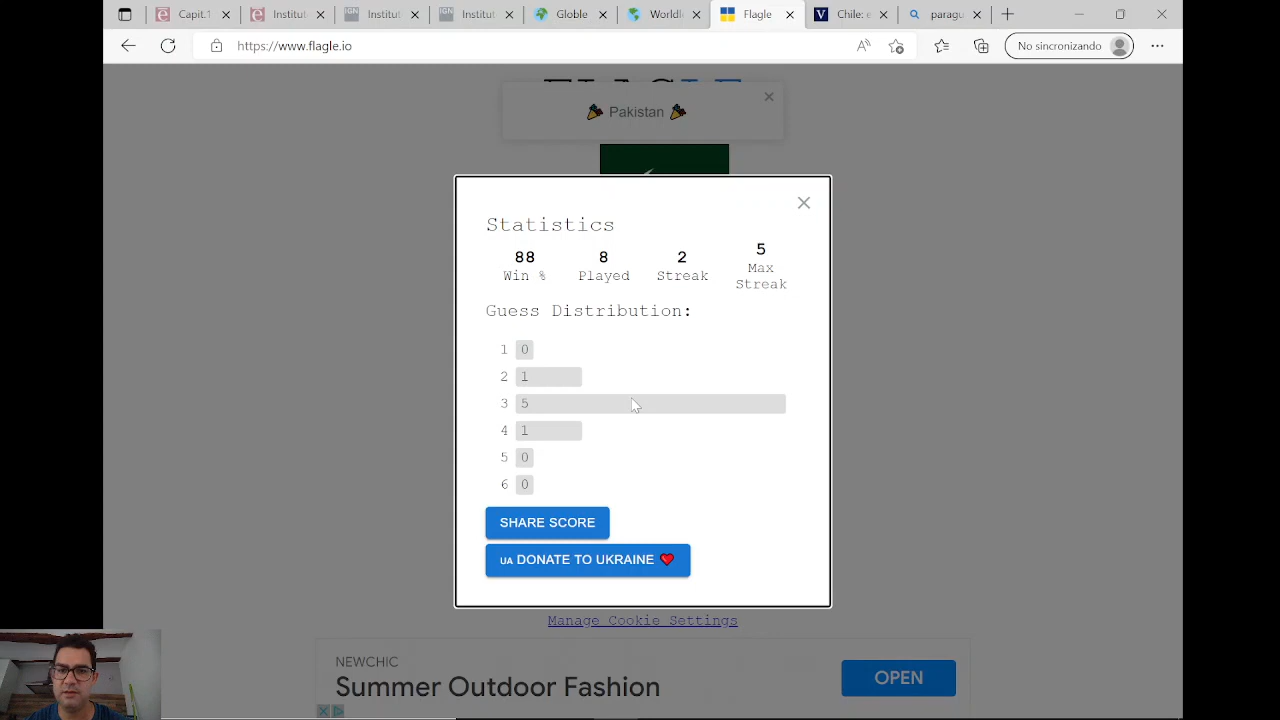 Capit.1
Institut
Institut
Institut
Globle
Worldl
Flagle
Chile: e
paragu
https://www.flagle.io
No sincronizando
Pakistan
Statistics
88 8 2 5
Win % Played Streak Max
Streak
Guess Distribution:
1 0
2 1
3 5
4 1
5 0
6 0
SHARE SCORE
UA DONATE TO UKRAINE
Manage Cookie Settings
NEWCHIC
Summer Outdoor Fashion
OPEN